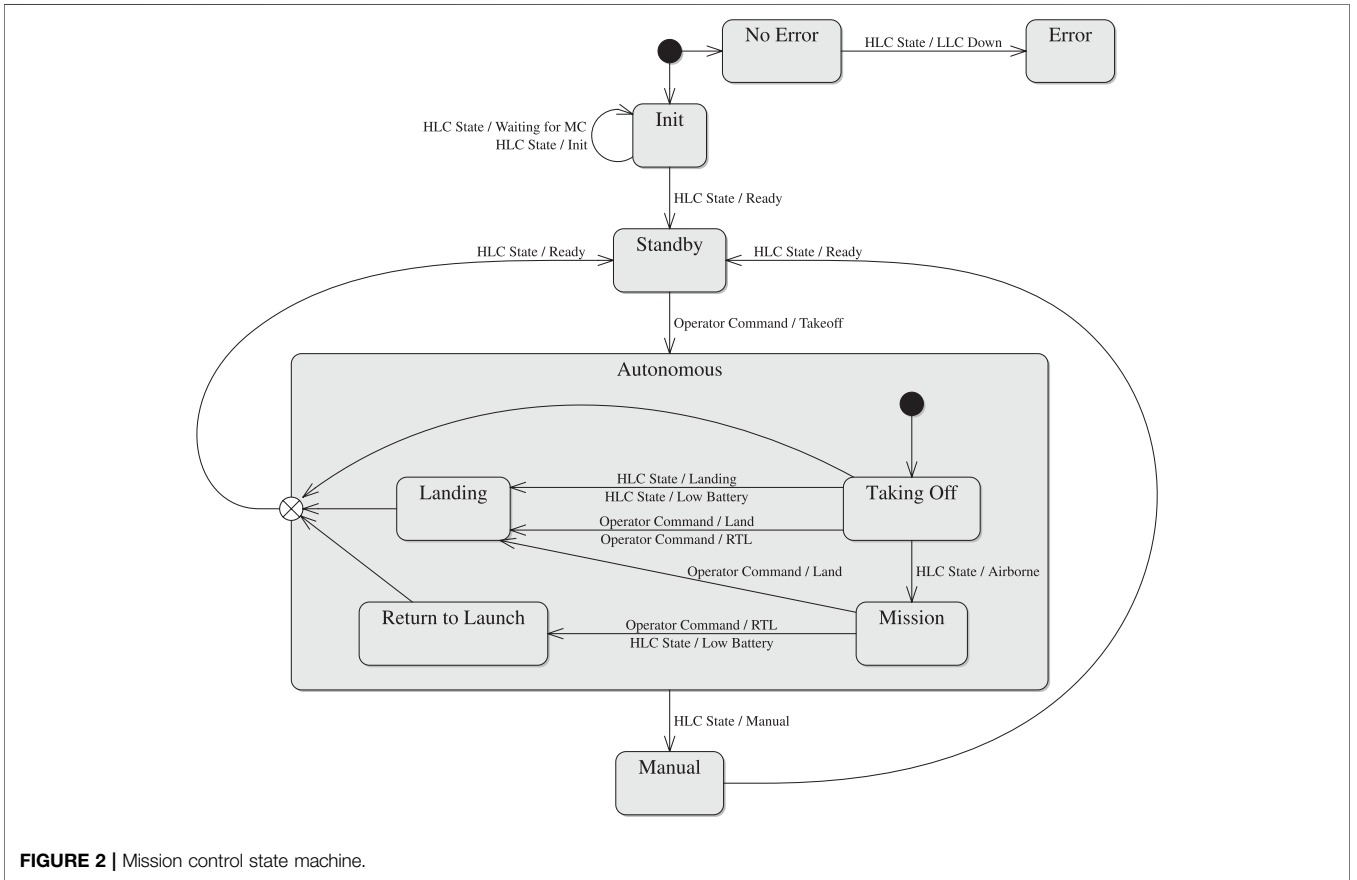 No Error
HLC State / LLC Down
Error
Init
HLC State / Waiting for MC
HLC State / Init
HLC State / Ready
Standby
HLC State / Ready
HLC State / Ready
Operator Command / Takeoff
Autonomous
HLC State / Landing
HLC State / Low Battery
Landing
Taking Off
Operator Command / Land
Operator Command / RTL
Operator Command / Land
HLC State / Airborne
Return to Launch
Operator Command / RTL
HLC State / Low Battery
Mission
HLC State / Manual
Manual
FIGURE 2 | Mission control state machine.